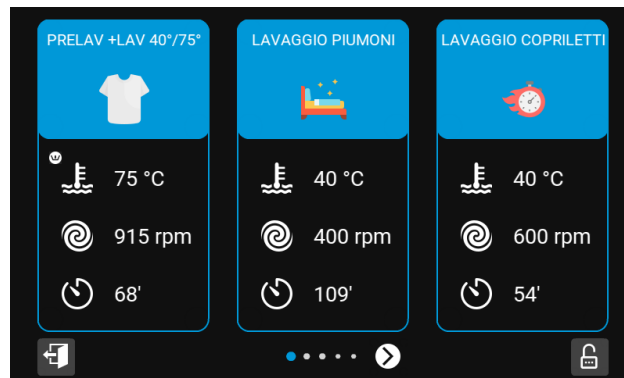 PRELAV +LAV 40°/75°
75 °C
915 rpm
68'
LAVAGGIO PIUMONI
40 °C
400 rpm
109'
LAVAGGIO COPRILETTI
40 °C
600 rpm
54'